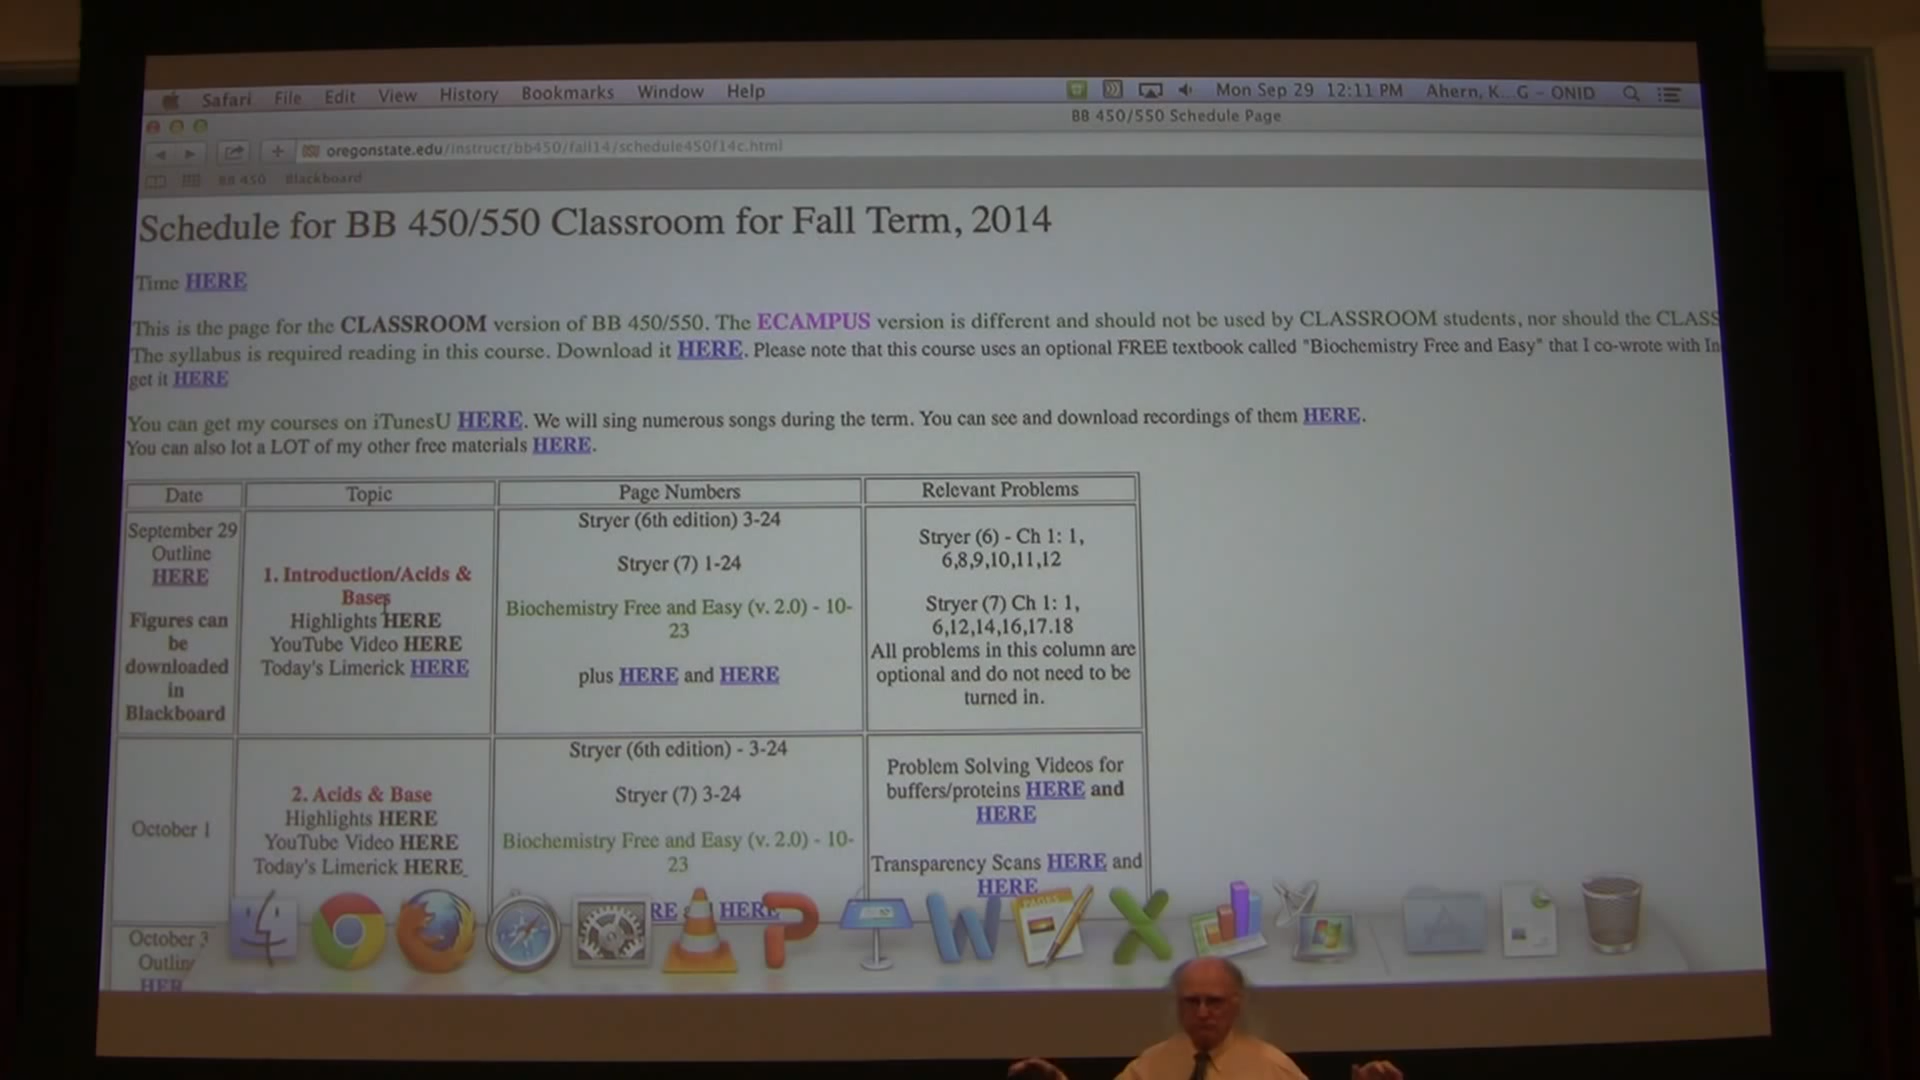 Safari File Edit View History Bookmarks Window Help Mon Sep 29 12:11 PM Ahern, K...G - ONID
BB 450/550 Schedule Page
oregonstate.edu/instruct/bb450/fall14/schedule450f14c.html
BB 450 Blackboard
Schedule for BB 450/550 Classroom for Fall Term, 2014
Time HERE
This is the page for the CLASSROOM version of BB 450/550. The ECAMPUS version is different and should not be used by CLASSROOM students, nor should the CLASS
The syllabus is required reading in this course. Download it HERE. Please note that this course uses an optional FREE textbook called "Biochemistry Free and Easy" that I co-wrote with In
get it HERE
You can get my courses on iTunesU HERE. We will sing numerous songs during the term. You can see and download recordings of them HERE.
You can also lot a LOT of my other free materials HERE.
Date Topic Page Numbers Relevant Problems
September 29
Outline
HERE
Figures can
be
downloaded
in
Blackboard
1. Introduction/Acids &
Bases
Highlights HERE
YouTube Video HERE
Today's Limerick HERE
Stryer (6th edition) 3-24
Stryer (7) 1-24
Biochemistry Free and Easy (v. 2.0) - 10-
23
plus HERE and HERE
Stryer (6) - Ch 1: 1,
6,8,9,10,11,12
Stryer (7) Ch 1: 1,
6,12,14,16,17.18
All problems in this column are
optional and do not need to be
turned in.
October 1
2. Acids & Base
Highlights HERE
YouTube Video HERE
Today's Limerick HERE
Stryer (6th edition) - 3-24
Stryer (7) 3-24
Biochemistry Free and Easy (v. 2.0) - 10-
23
RE HERE
Problem Solving Videos for
buffers/proteins HERE and
HERE
Transparency Scans HERE and
HERE
October 3
Outlin
HER
PAGES